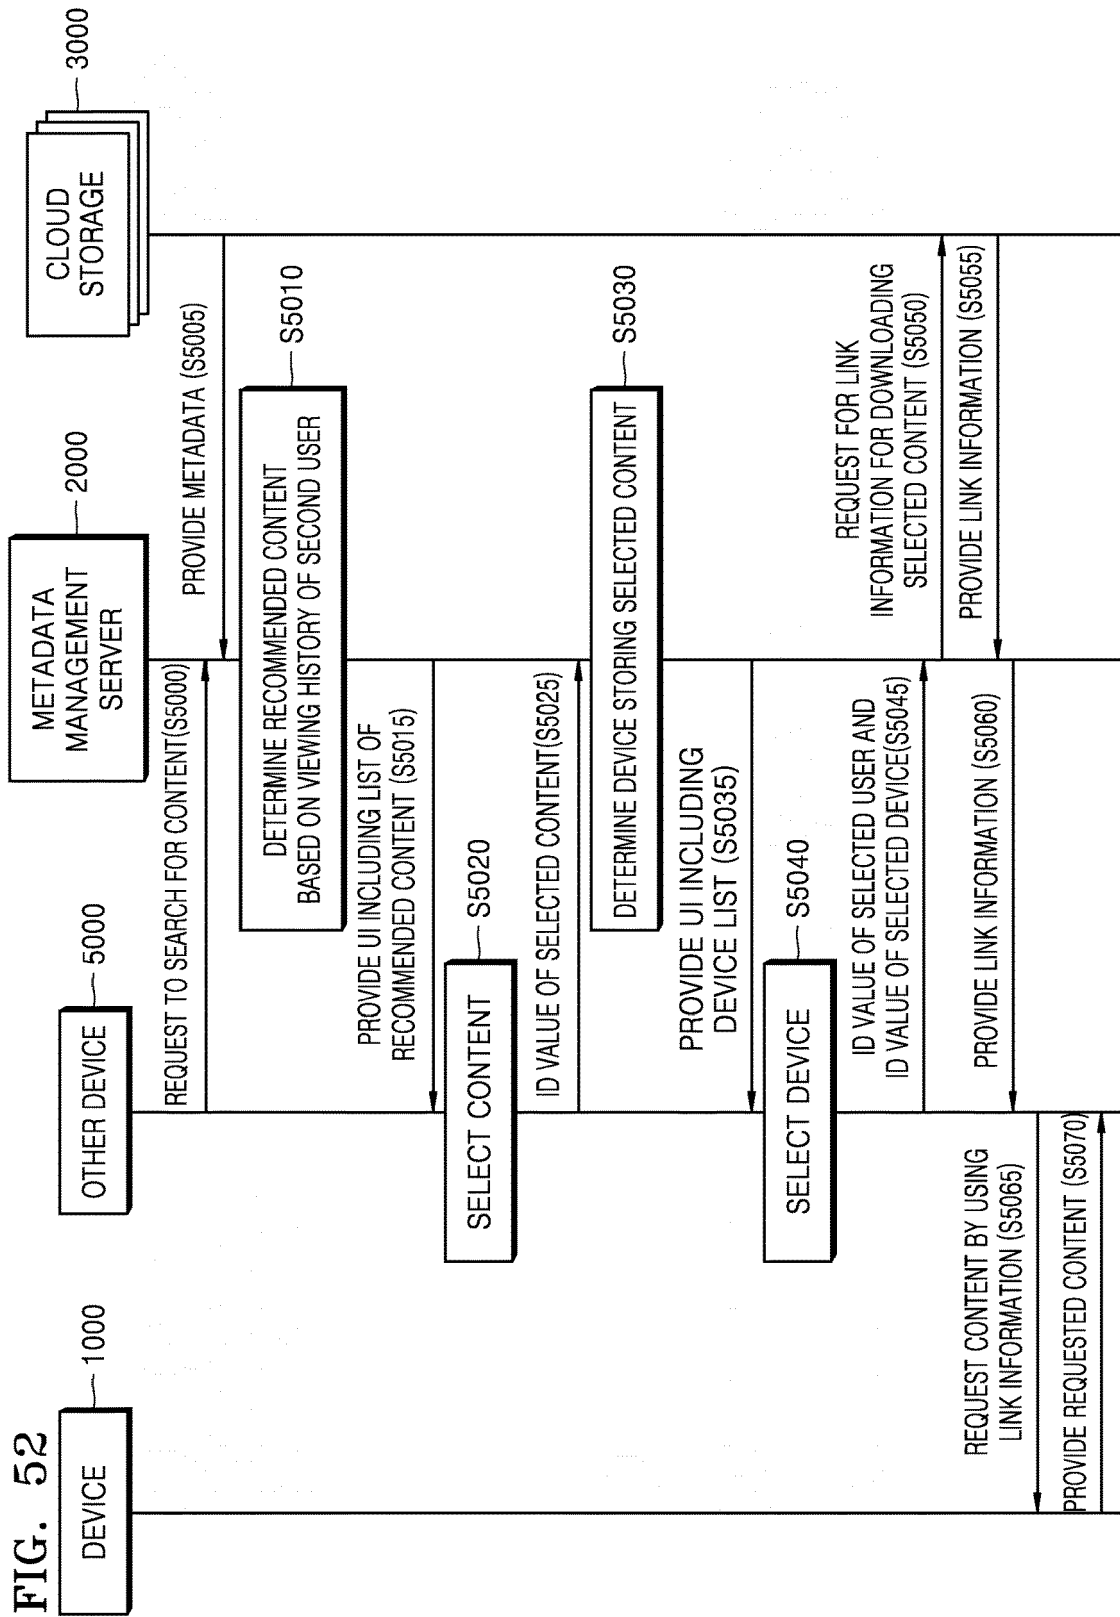 FIG. 52
DEVICE
1000
OTHER DEVICE
5000
METADATA
MANAGEMENT
SERVER
2000
CLOUD
STORAGE
3000
REQUEST TO SEARCH FOR CONTENT(S5000)
PROVIDE METADATA (S5005)
DETERMINE RECOMMENDED CONTENT
BASED ON VIEWING HISTORY OF SECOND USER
S5010
PROVIDE UI INCLUDING LIST OF
RECOMMENDED CONTENT (S5015)
SELECT CONTENT
S5020
ID VALUE OF SELECTED CONTENT(S5025)
DETERMINE DEVICE STORING SELECTED CONTENT
S5030
PROVIDE UI INCLUDING
DEVICE LIST (S5035)
SELECT DEVICE
S5040
ID VALUE OF SELECTED USER AND
ID VALUE OF SELECTED DEVICE(S5045)
REQUEST FOR LINK
INFORMATION FOR DOWNLOADING
SELECTED CONTENT (S5050)
PROVIDE LINK INFORMATION (S5055)
PROVIDE LINK INFORMATION (S5060)
REQUEST CONTENT BY USING
LINK INFORMATION (S5065)
PROVIDE REQUESTED CONTENT (S5070)